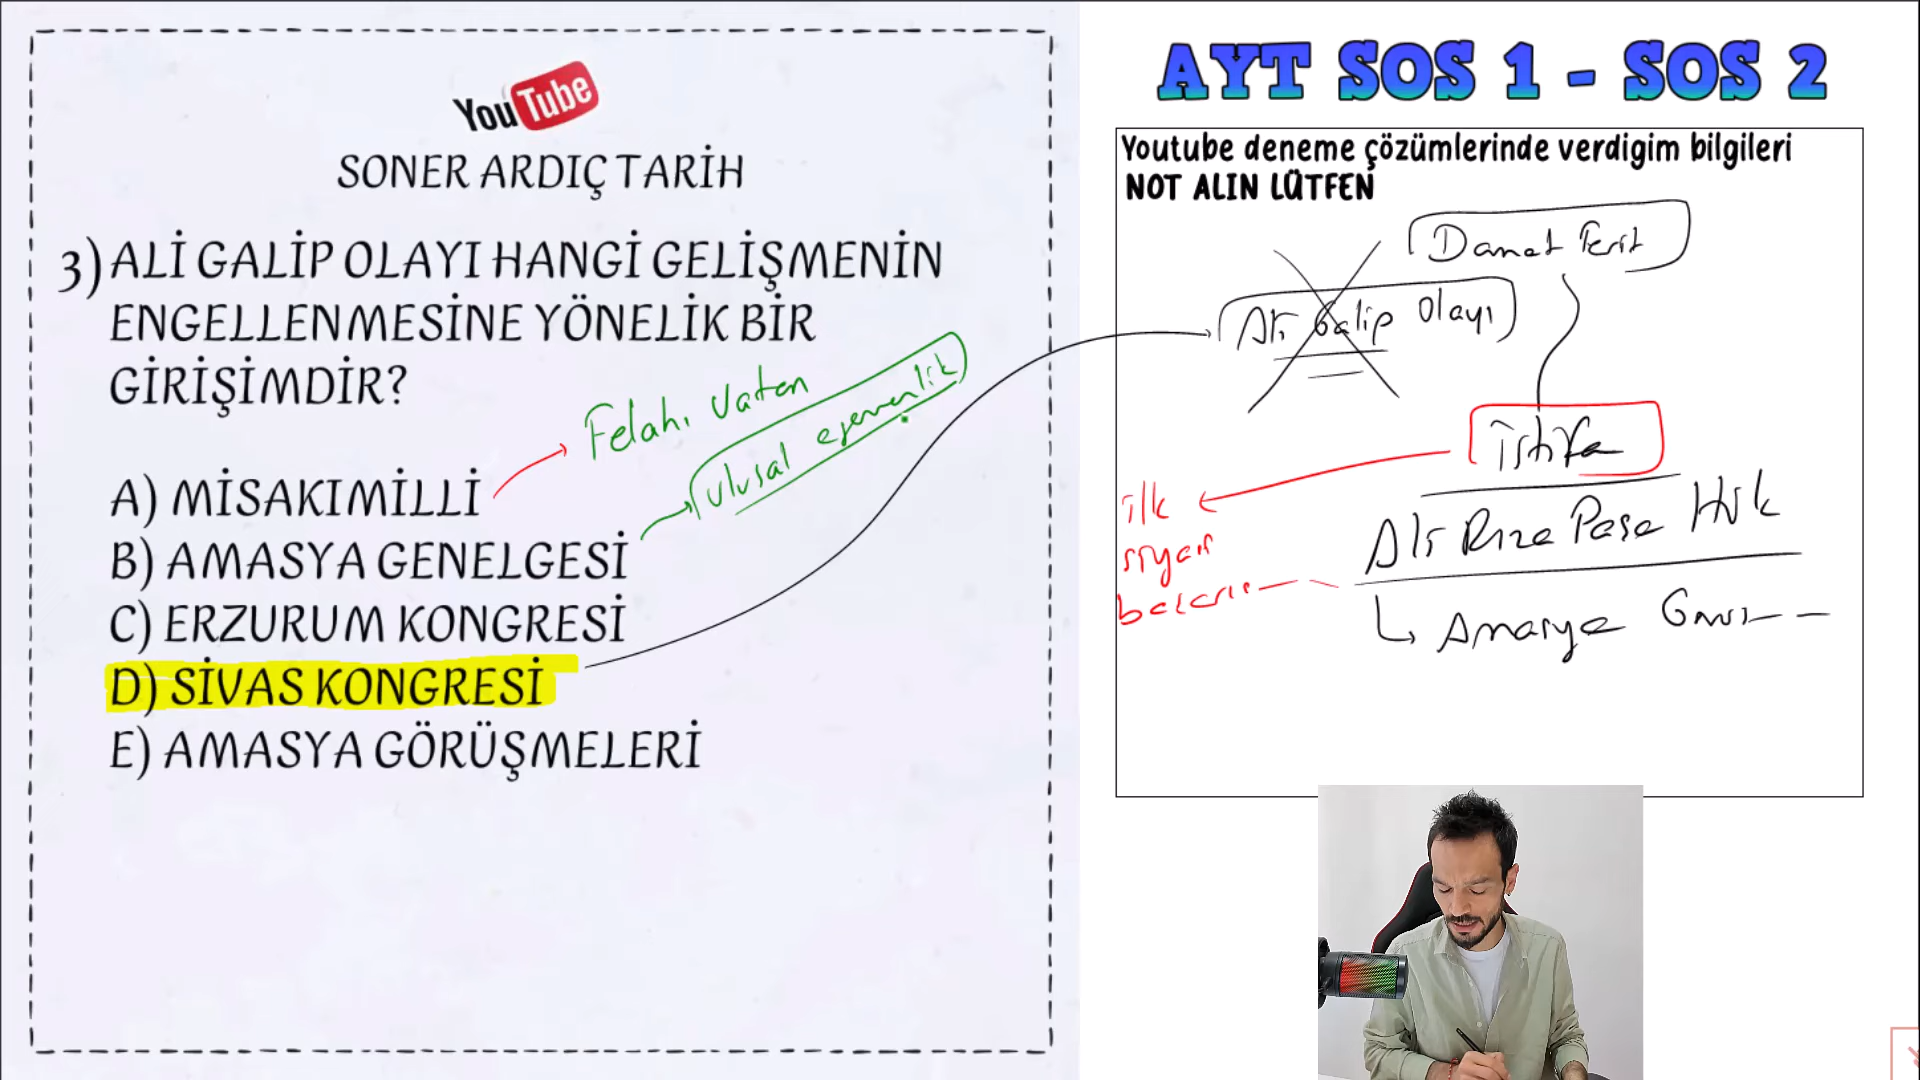 YouTube
SONER ARDIÇ TARİH
3) ALİ GALİP OLAYI HANGİ GELİŞMENİN
ENGELLENMESİNE YÖNELİK BİR
GİRİŞİMDİR?
Felahı vatan
ulusal egemenlik
A) MİSAKIMİLLİ
B) AMASYA GENELGESİ
C) ERZURUM KONGRESİ
D) SİVAS KONGRESİ
E) AMASYA GÖRÜŞMELERİ
AYT SOS 1 - SOS 2
Youtube deneme çözümlerinde verdigim bilgileri
NOT ALIN LÜTFEN
Damat Ferit
Ali Galip Olayı
İstifa
ilk
siyasi
Ali Rıza Paşa Hük
Amasya